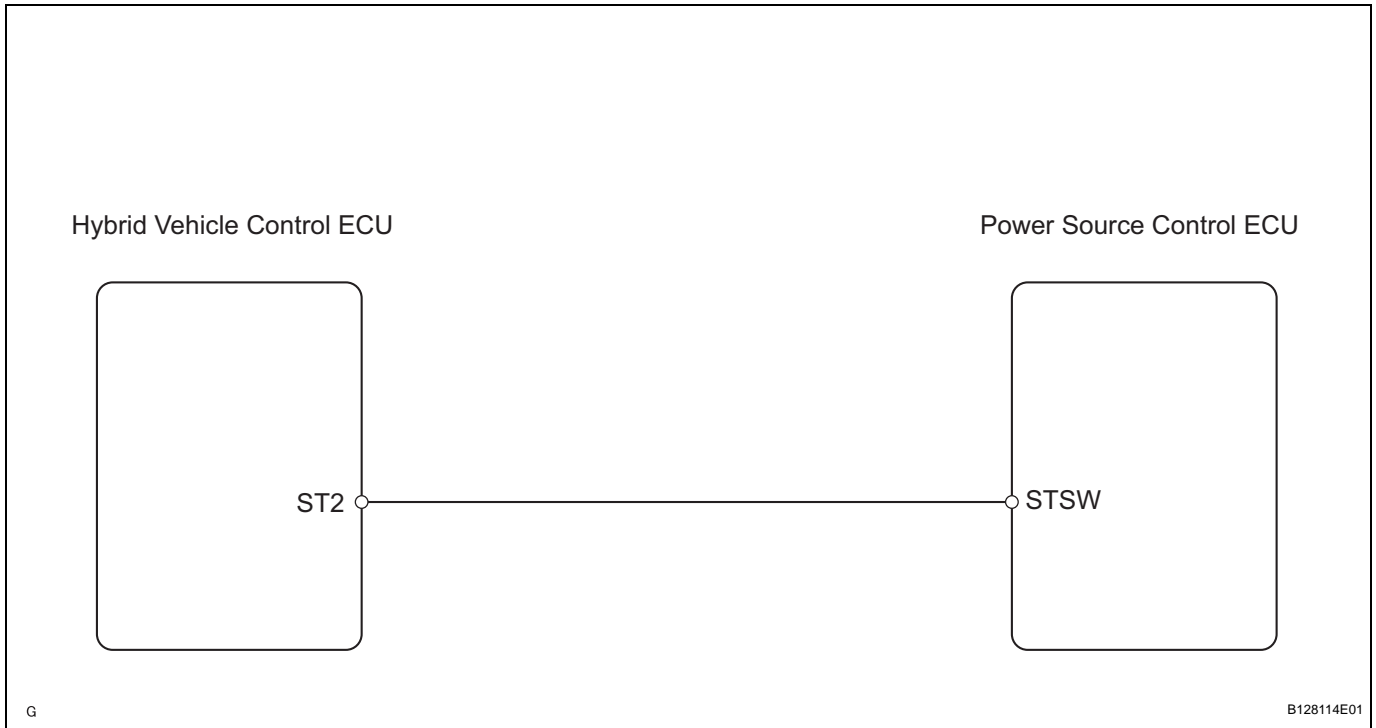 Hybrid Vehicle Control ECU
Power Source Control ECU
ST2
STSW
G
B128114E01